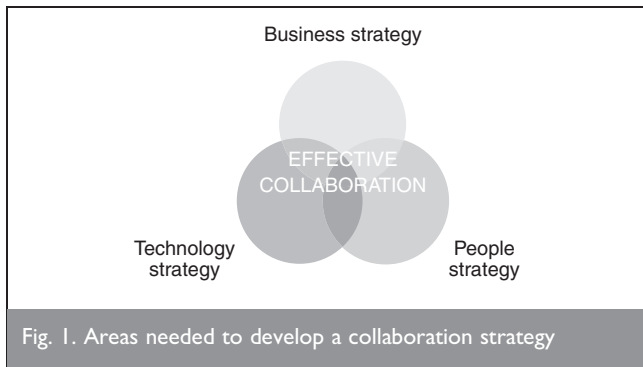 Business strategy
EFFECTIVE
COLLABORATION
Technology
strategy
People
strategy
Fig. 1. Areas needed to develop a collaboration strategy